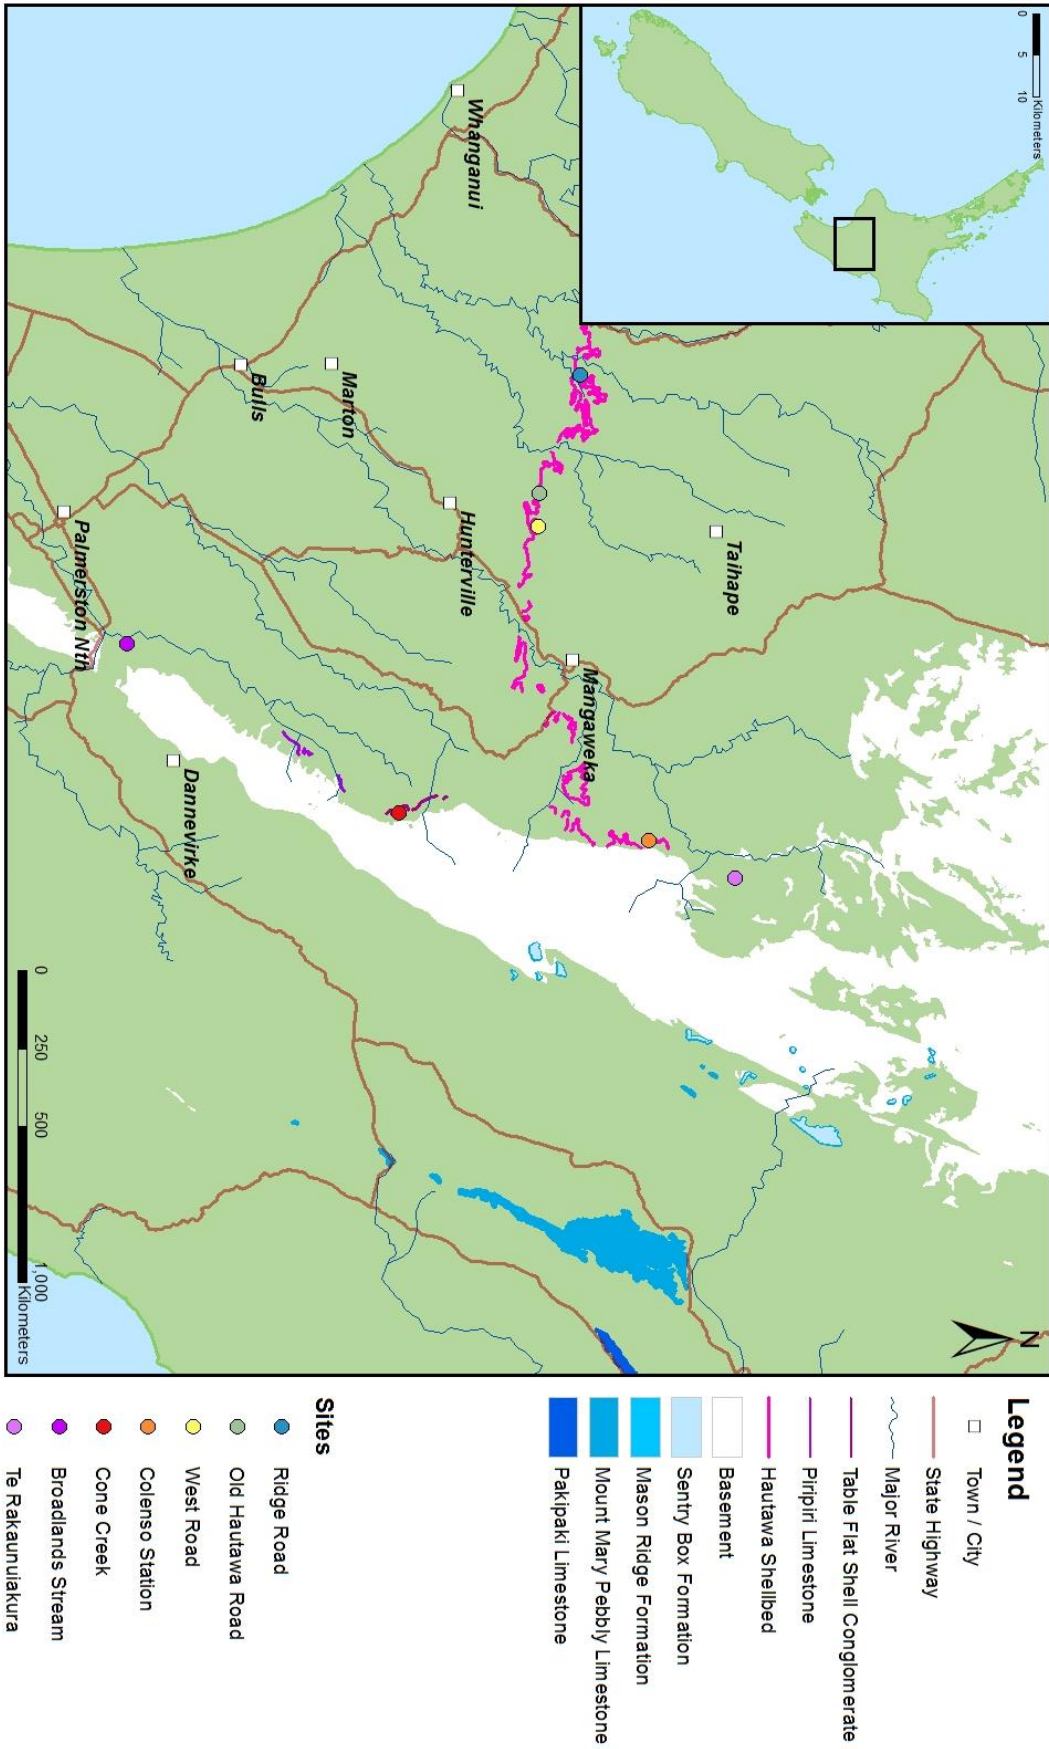 0 5 10
Kilometers
Whanganui
Taihape
Mangaweka
Hunterville
Marton
Bulls
Palmerston Nth
Dannevirke
N
0 250 500 1,000
Kilometers
Legend
Town / City
State Highway
Major River
Table Flat Shell Conglomerate
Piripiri Limestone
Hautawa Shellbed
Basement
Sentry Box Formation
Mason Ridge Formation
Mount Mary Pebbly Limestone
Pakipaki Limestone
Sites
Ridge Road
Old Hautawa Road
West Road
Colenso Station
Cone Creek
Broadlands Stream
Te Rakaunuiakura